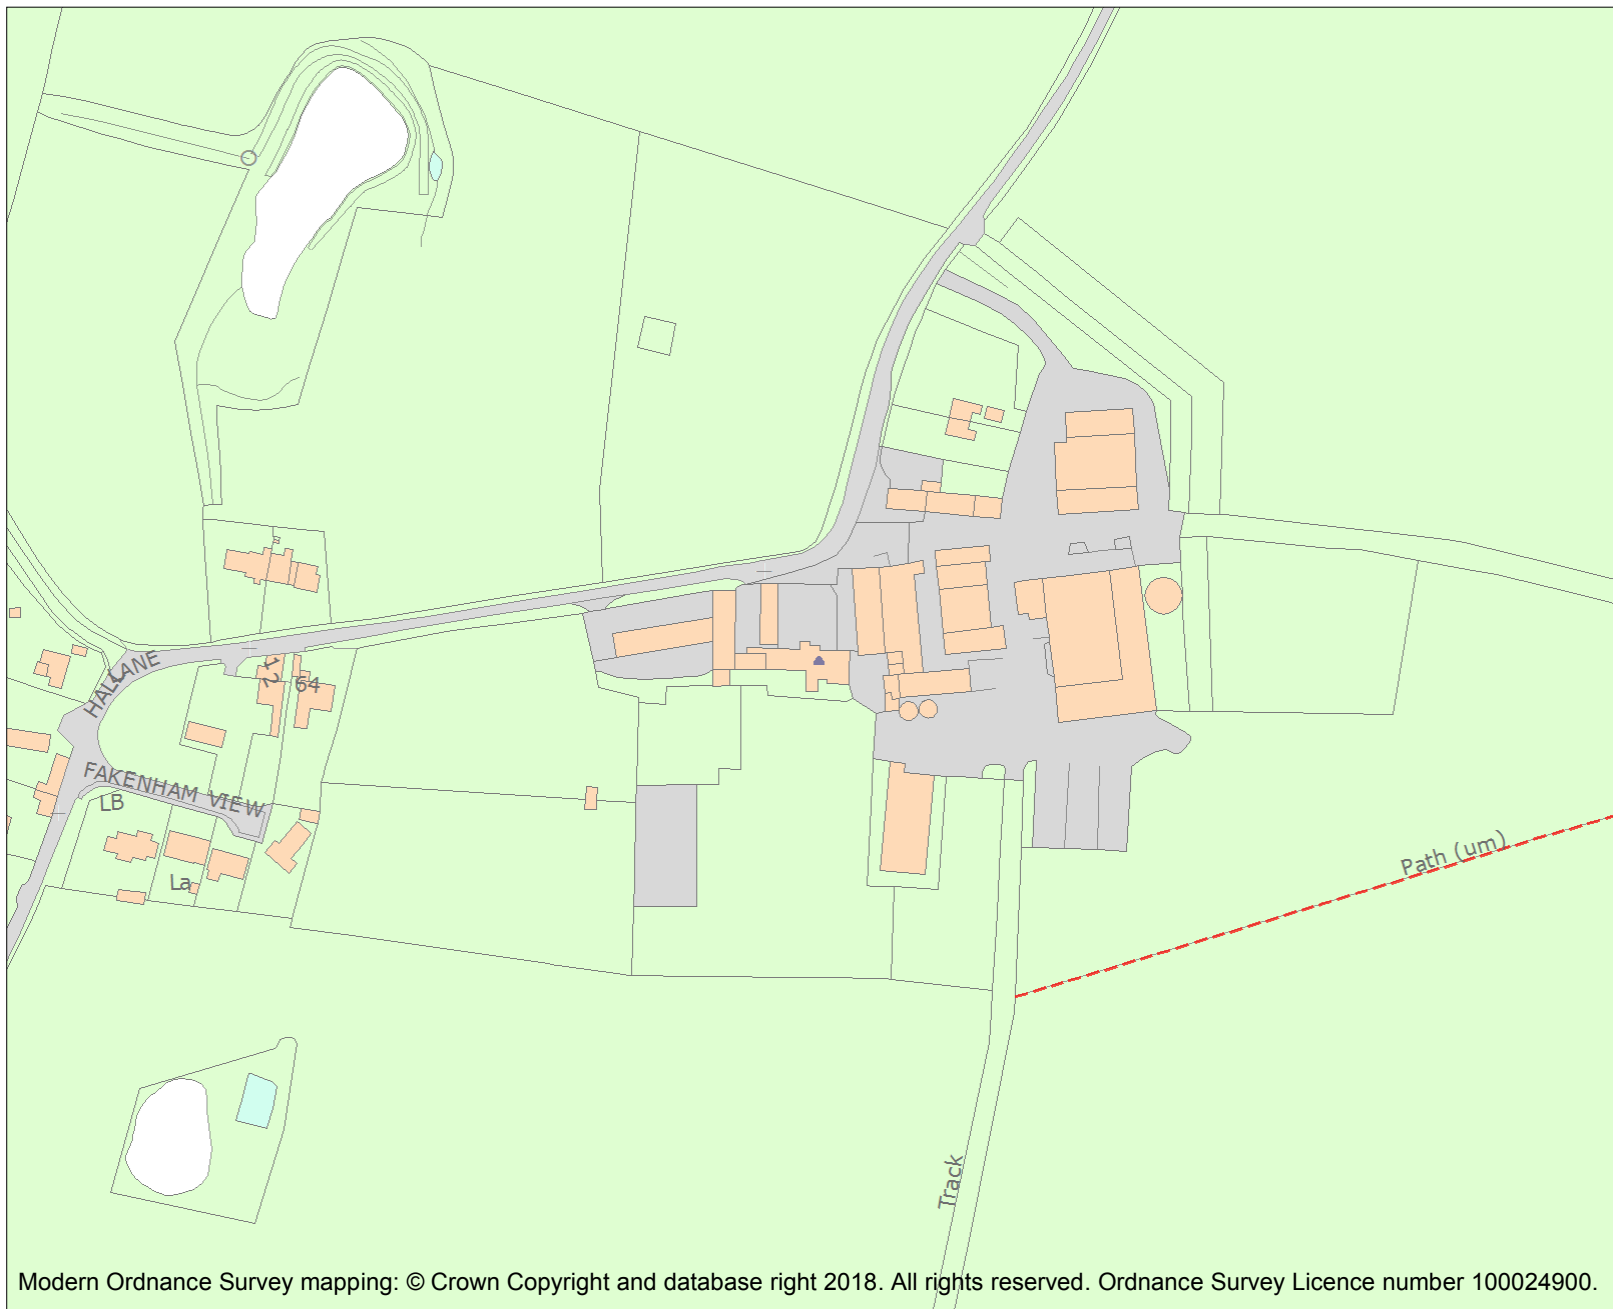 HALL LANE
12
64
FAKENHAM VIEW
LB
La
Path (um)
Track
Modern Ordnance Survey mapping: © Crown Copyright and database right 2018. All rights reserved. Ordnance Survey Licence number 100024900.